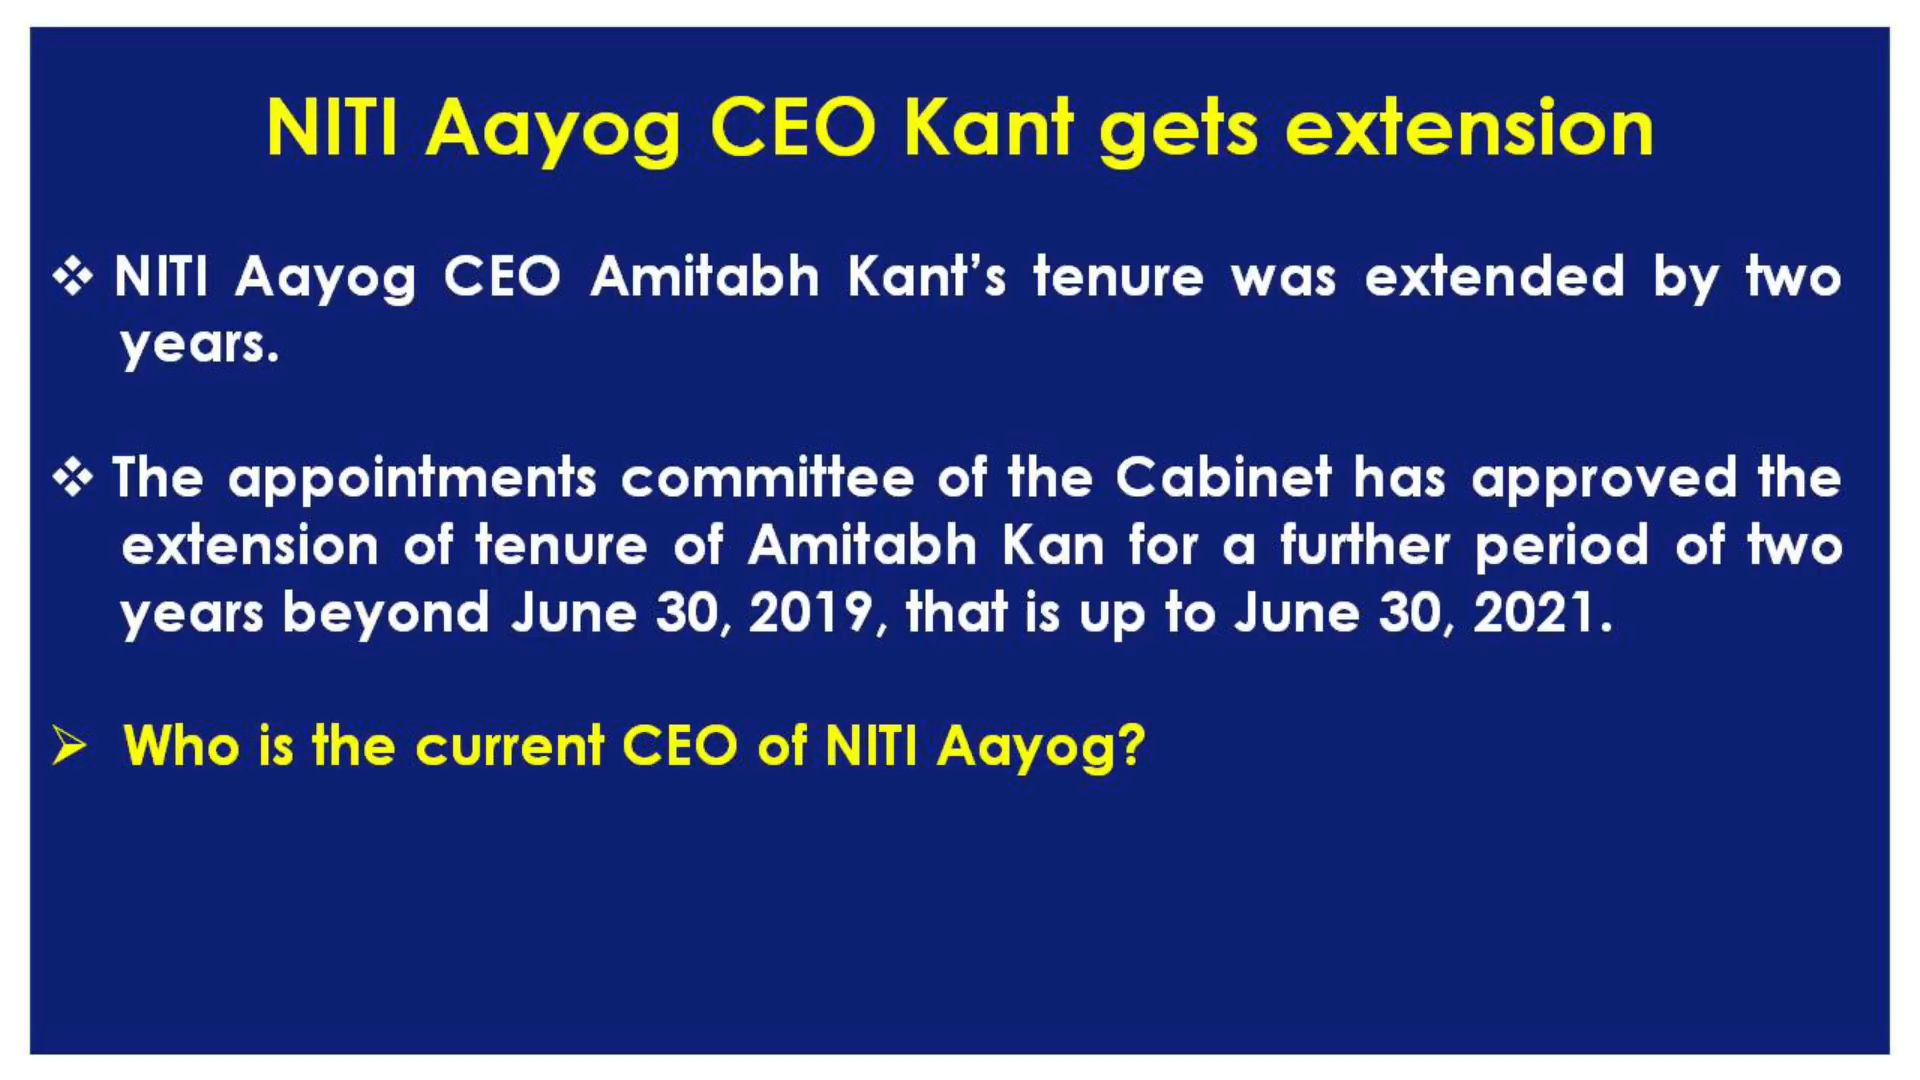 NITI Aayog CEO Kant gets extension
❖ NITI Aayog CEO Amitabh Kant’s tenure was extended by two
years.
❖ The appointments committee of the Cabinet has approved the
extension of tenure of Amitabh Kan for a further period of two
years beyond June 30, 2019, that is up to June 30, 2021.
➢ Who is the current CEO of NITI Aayog?